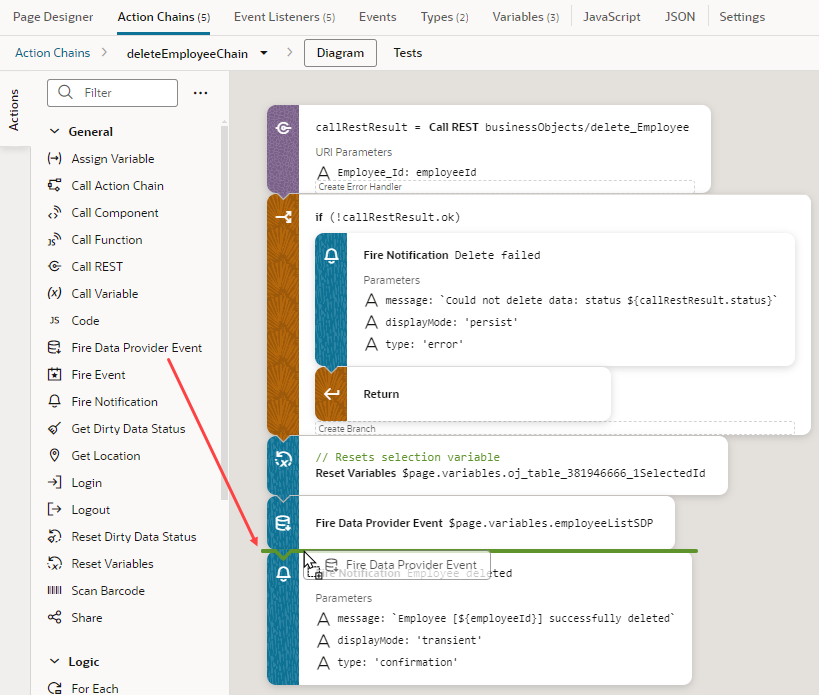 Page Designer
Action Chains (5)
Event Listeners (5)
Events
Types (2)
Variables (3)
JavaScript
JSON
Settings
Action Chains
deleteEmployeeChain
Diagram
Tests
Actions
Filter
General
Assign Variable
Call Action Chain
Call Component
Call Function
Call REST
(x) Call Variable
JS Code
Fire Data Provider Event
Fire Event
Fire Notification
Get Dirty Data Status
Get Location
Login
Logout
Reset Dirty Data Status
Reset Variables
Scan Barcode
Share
Logic
For Each
callRestResult = Call REST businessObjects/delete_Employee
URI Parameters
A Employee_Id: employeeId
Create Error Handler
if (!callRestResult.ok)
Fire Notification Delete failed
Parameters
A message: `Could not delete data: status ${callRestResult.status}`
A displayMode: 'persist'
A type: 'error'
Return
Create Branch
// Resets selection variable
Reset Variables $page.variables.oj_table_381946666_1SelectedId
Fire Data Provider Event $page.variables.employeeListSDP
Fire Data Provider Event
Fire Notification Employee deleted
Parameters
A message: `Employee [${employeeId}] successfully deleted`
A displayMode: 'transient'
A type: 'confirmation'